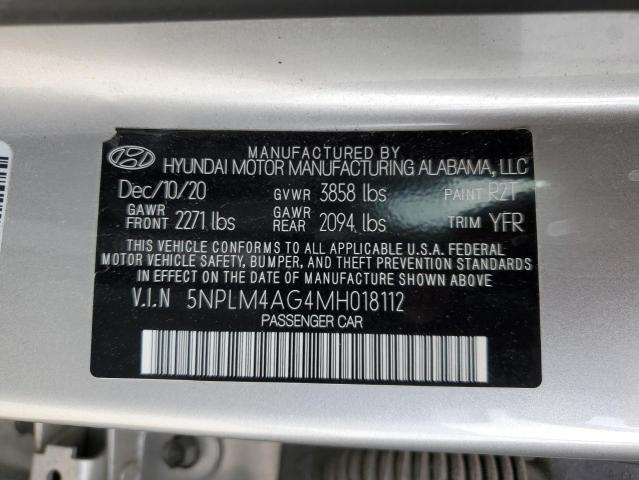 MANUFACTURED BY
HYUNDAI MOTOR MANUFACTURING ALABAMA, LLC
Dec/10/20 GVWR 3858 lbs PAINT R2T
GAWR FRONT 2271 lbs GAWR REAR 2094 lbs TRIM YFR
THIS VEHICLE CONFORMS TO ALL APPLICABLE U.S.A. FEDERAL
MOTOR VEHICLE SAFETY, BUMPER, AND THEFT PREVENTION STANDARDS
IN EFFECT ON THE DATE OF MANUFACTURE SHOWN ABOVE.
V.I.N 5NPLM4AG4MH018112
PASSENGER CAR